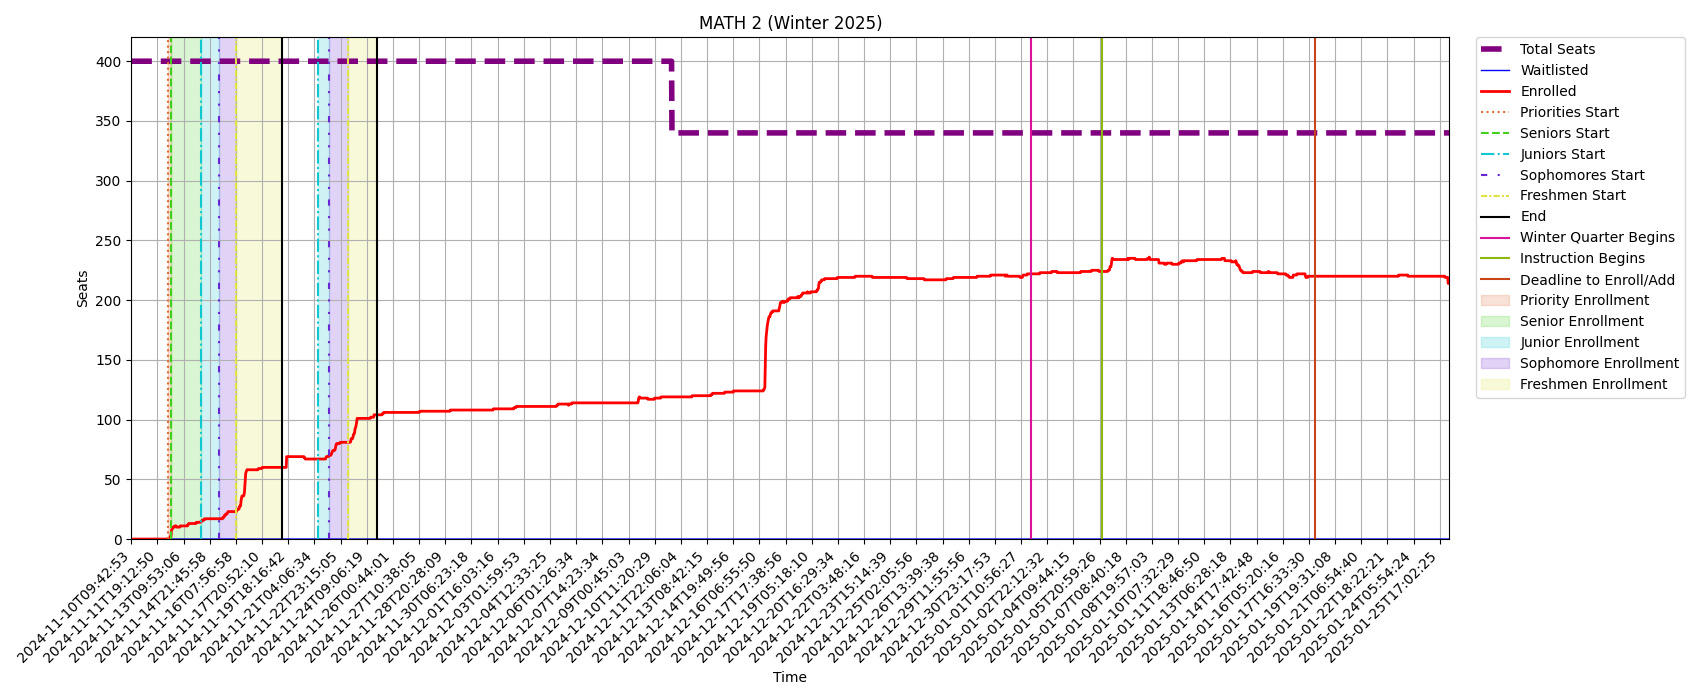 MATH 2 (Winter 2025)
Seats
400
350
300
250
200
150
100
50
0
2024-11-10T09:42:53
2024-11-11T19:12:50
2024-11-13T09:53:06
2024-11-14T21:45:58
2024-11-16T07:56:58
2024-11-17T20:52:10
2024-11-19T18:16:42
2024-11-21T04:06:34
2024-11-22T23:15:05
2024-11-24T09:06:19
2024-11-26T00:44:01
2024-11-27T10:38:05
2024-11-28T20:28:09
2024-11-30T06:23:18
2024-12-01T16:03:16
2024-12-03T01:59:53
2024-12-04T12:33:25
2024-12-06T01:26:34
2024-12-07T14:23:34
2024-12-09T00:45:03
2024-12-10T11:20:29
2024-12-11T22:06:04
2024-12-13T08:42:15
2024-12-14T19:49:56
2024-12-16T06:55:50
2024-12-17T17:38:56
2024-12-19T05:18:10
2024-12-20T16:29:34
2024-12-22T03:48:16
2024-12-23T15:14:39
2024-12-25T02:05:56
2024-12-26T13:39:38
2024-12-29T11:55:56
2024-12-30T23:17:53
2025-01-01T10:56:27
2025-01-02T22:12:32
2025-01-04T09:44:15
2025-01-05T20:59:26
2025-01-07T08:40:18
2025-01-08T19:57:03
2025-01-10T07:32:29
2025-01-11T18:46:50
2025-01-13T06:28:18
2025-01-14T17:42:48
2025-01-16T05:20:16
2025-01-17T16:33:30
2025-01-19T19:31:08
2025-01-21T06:54:40
2025-01-22T18:22:21
2025-01-24T05:54:24
2025-01-25T17:02:25
Time
Total Seats
Waitlisted
Enrolled
Priorities Start
Seniors Start
Juniors Start
Sophomores Start
Freshmen Start
End
Winter Quarter Begins
Instruction Begins
Deadline to Enroll/Add
Priority Enrollment
Senior Enrollment
Junior Enrollment
Sophomore Enrollment
Freshmen Enrollment